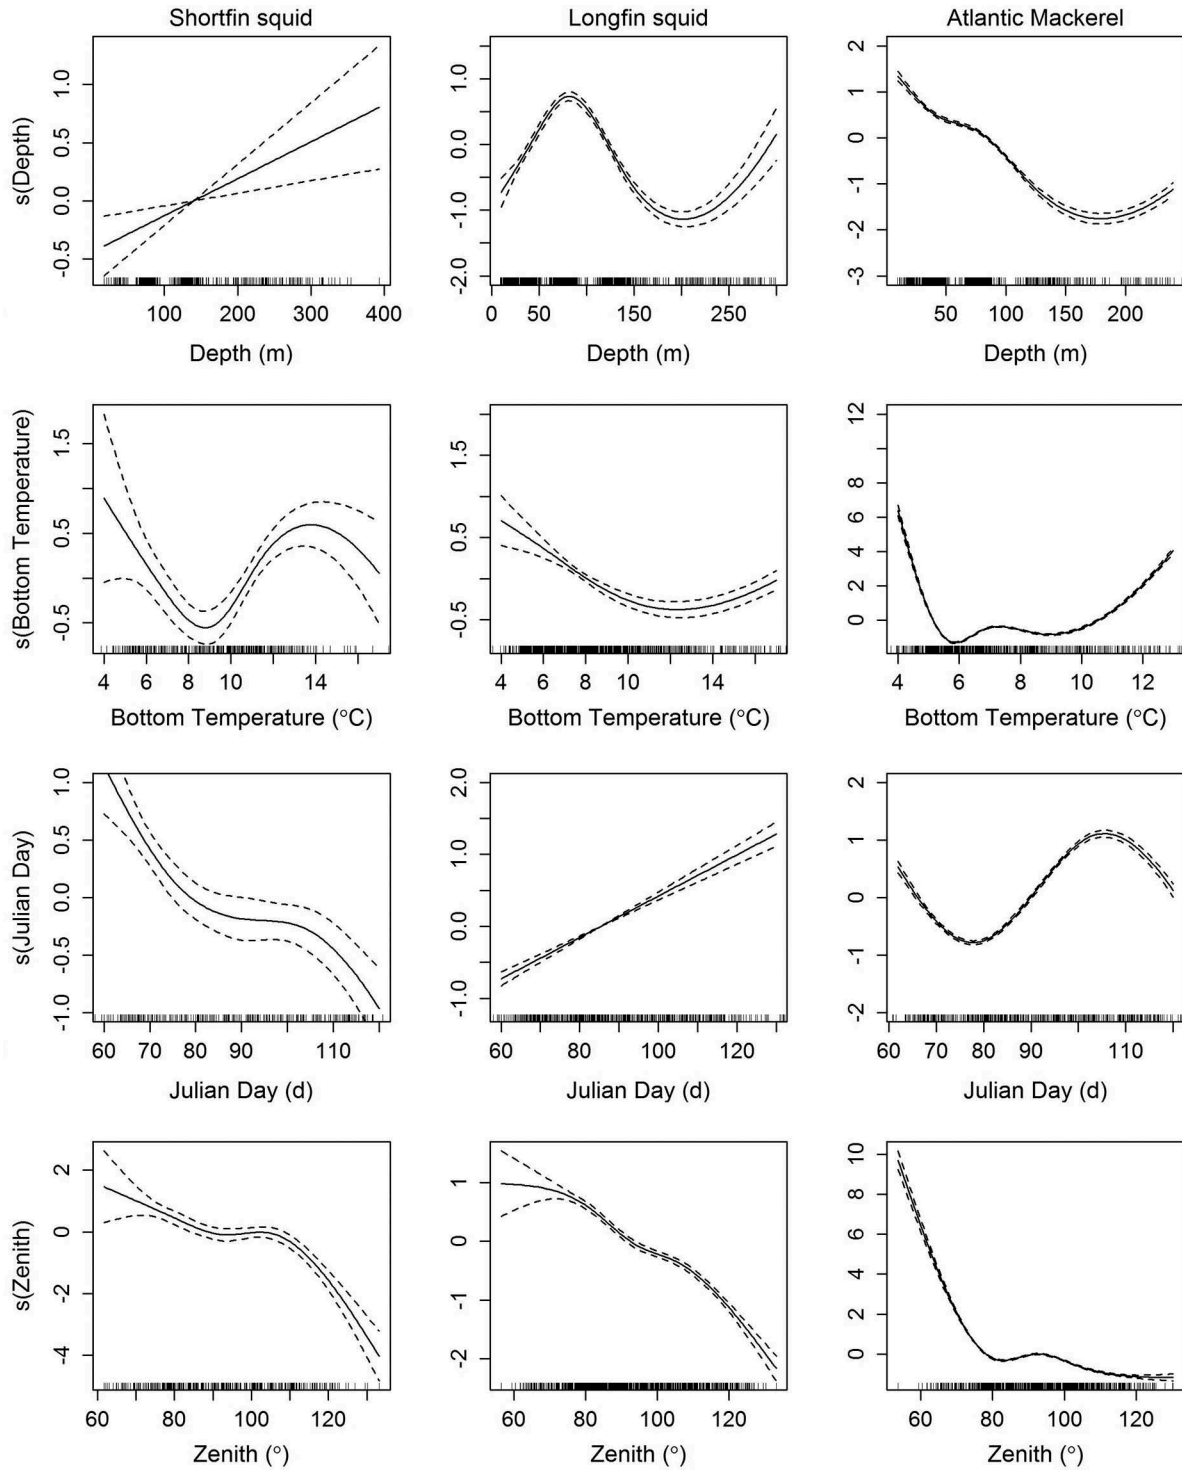 Shortfin squid Longfin squid Atlantic Mackerel
s(Depth)
1.0
0.5
0.0
-0.5
1.0
0.0
-1.0
-2.0
2
1
0
-1
-2
-3
100 200 300 400
0 50 150 250
50 100 150 200
Depth (m) Depth (m) Depth (m)
s(Bottom Temperature)
1.5
0.5
-0.5
1.5
0.5
-0.5
12
10
8
6
4
2
0
4 6 8 10 14
4 6 8 10 14
4 6 8 10 12
Bottom Temperature (°C) Bottom Temperature (°C) Bottom Temperature (°C)
s(Julian Day)
1.0
0.5
0.0
-0.5
-1.0
2.0
1.0
0.0
-1.0
2
1
0
-1
-2
60 70 80 90 110
60 80 100 120
60 70 80 90 110
Julian Day (d) Julian Day (d) Julian Day (d)
s(Zenith)
2
0
-2
-4
1
0
-1
-2
10
8
6
4
2
0
60 80 100 120
60 80 100 120
60 80 100 120
Zenith (°) Zenith (°) Zenith (°)